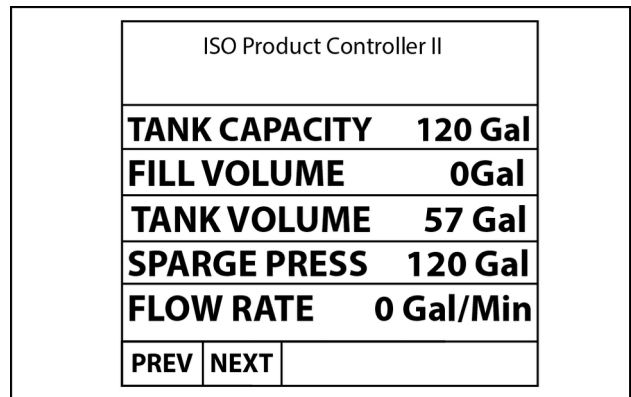 ISO Product Controller II
TANK CAPACITY 120 Gal
FILL VOLUME 0Gal
TANK VOLUME 57 Gal
SPARGE PRESS 120 Gal
FLOW RATE 0 Gal/Min
PREV NEXT